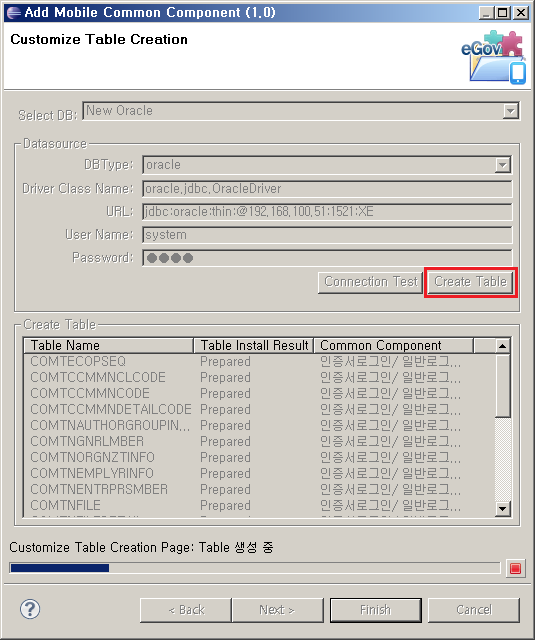 Add Mobile Common Component (1.0)
Customize Table Creation
eGov
Select DB: New Oracle
Datasource
DBType: oracle
Driver Class Name: oracle.jdbc.OracleDriver
URL: jdbc:oracle:thin:@192.168.100.51:1521:XE
User Name: system
Password: ●●●●
Connection Test Create Table
Create Table
Table Name Table Install Result Common Component
COMTECOPSEQ Prepared 인증서로그인/ 일반로그...
COMTCCMMNCLCODE Prepared 인증서로그인/ 일반로그...
COMTCCMMNCODE Prepared 인증서로그인/ 일반로그...
COMTCCMMNDETAILCODE Prepared 인증서로그인/ 일반로그...
COMTNAUTHORGROUPIN... Prepared 인증서로그인/ 일반로그...
COMTNGNRLMBER Prepared 인증서로그인/ 일반로그...
COMTNORGNZTINFO Prepared 인증서로그인/ 일반로그...
COMTNEMPLYRINFO Prepared 인증서로그인/ 일반로그...
COMTNENTRPRSMBER Prepared 인증서로그인/ 일반로그...
COMTNFILE Prepared 인증서로그인/ 일반로그...
Customize Table Creation Page: Table 생성 중
? < Back Next > Finish Cancel